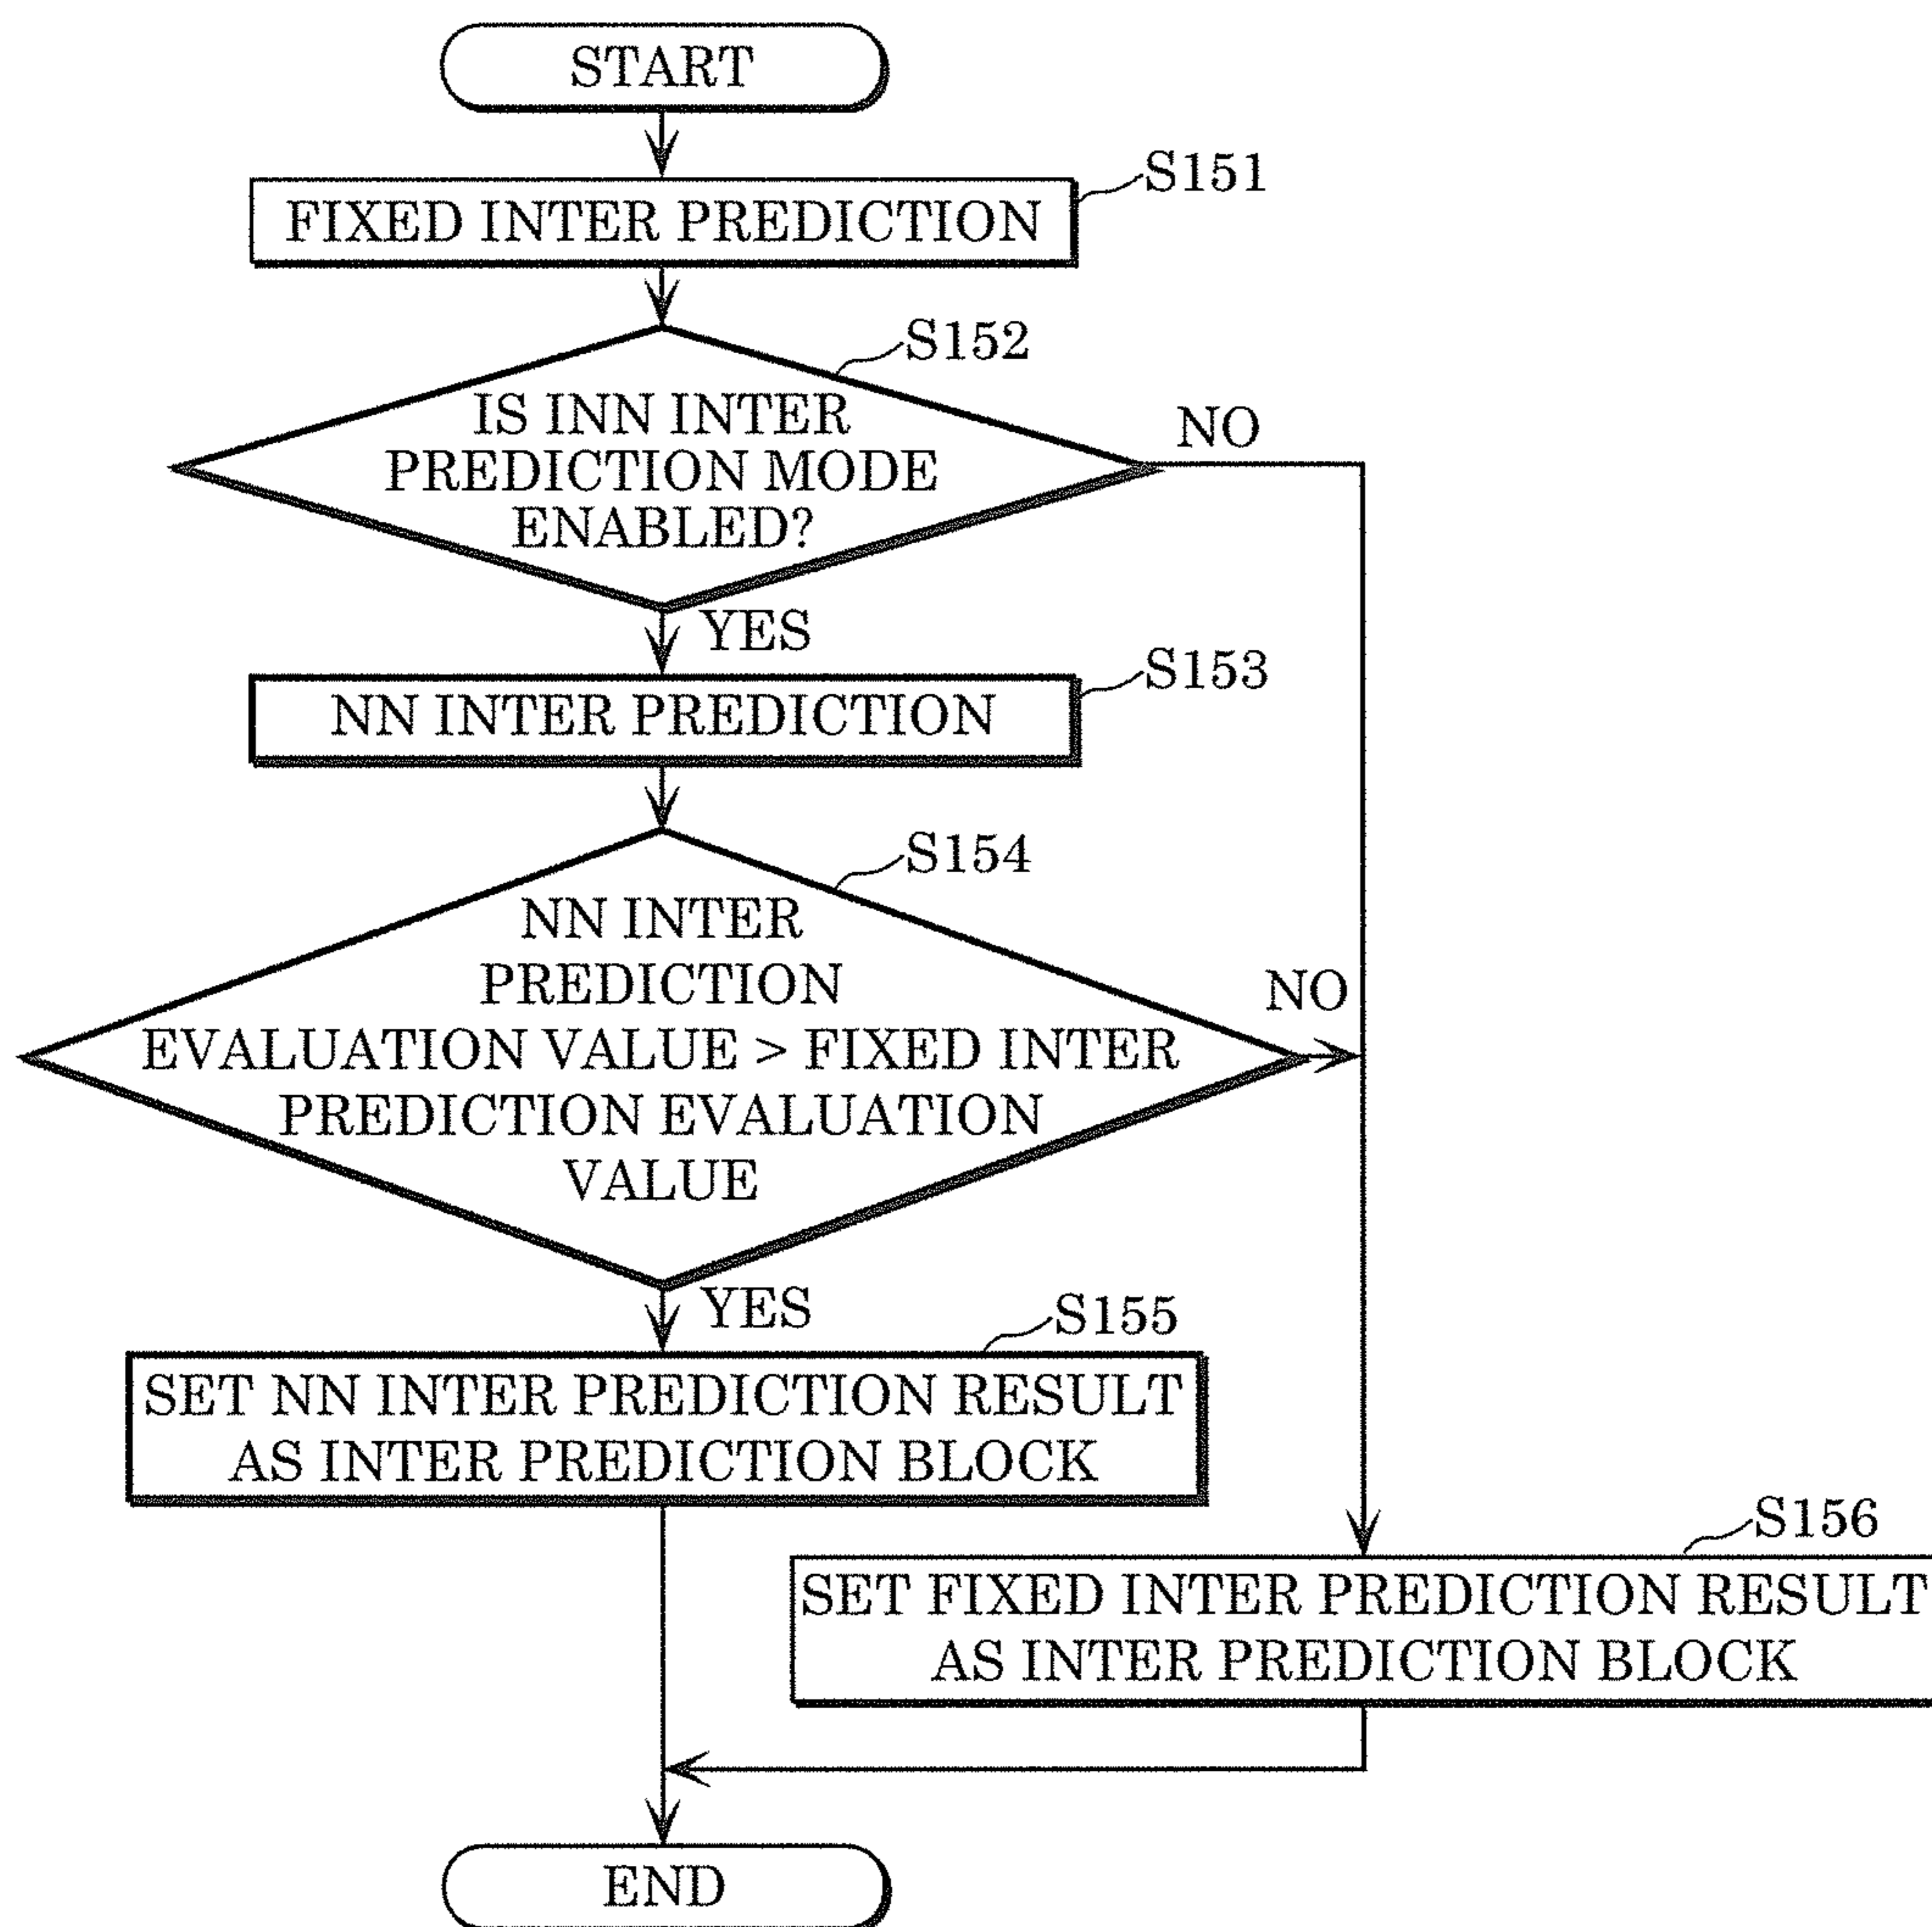 START
S151
FIXED INTER PREDICTION
S152
IS INN INTER
PREDICTION MODE
ENABLED?
NO
YES
S153
NN INTER PREDICTION
S154
NN INTER
PREDICTION
EVALUATION VALUE > FIXED INTER
PREDICTION EVALUATION
VALUE
NO
YES
S155
SET NN INTER PREDICTION RESULT
AS INTER PREDICTION BLOCK
S156
SET FIXED INTER PREDICTION RESULT
AS INTER PREDICTION BLOCK
END